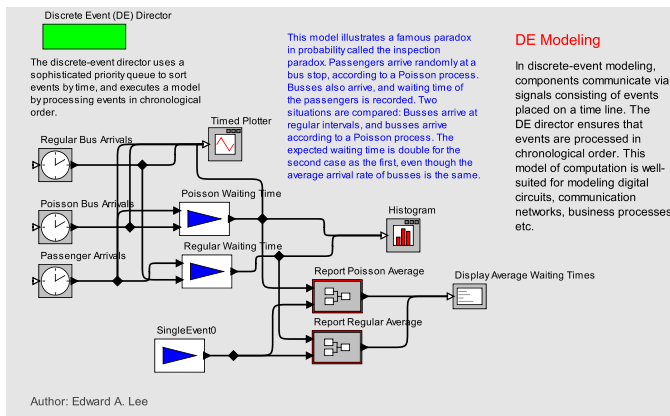 Discrete Event (DE) Director
The discrete-event director uses a
sophisticated priority queue to sort
events by time, and executes a model
by processing events in chronological
order.
This model illustrates a famous paradox
in probability called the inspection
paradox. Passengers arrive randomly at a
bus stop, according to a Poisson process.
Busses also arrive, and waiting time of
the passengers is recorded. Two
situations are compared: Busses arrive at
regular intervals, and busses arrive
according to a Poisson process. The
expected waiting time is double for the
second case as the first, even though the
average arrival rate of busses is the same.
DE Modeling
In discrete-event modeling,
components communicate via
signals consisting of events
placed on a time line. The
DE director ensures that
events are processed in
chronological order. This
model of computation is well-
suited for modeling digital
circuits, communication
networks, business processes
etc.
Timed Plotter
Regular Bus Arrivals
Poisson Waiting Time
Poisson Bus Arrivals
Histogram
Regular Waiting Time
Passenger Arrivals
Report Poisson Average
Display Average Waiting Times
Report Regular Average
SingleEvent0
Author: Edward A. Lee